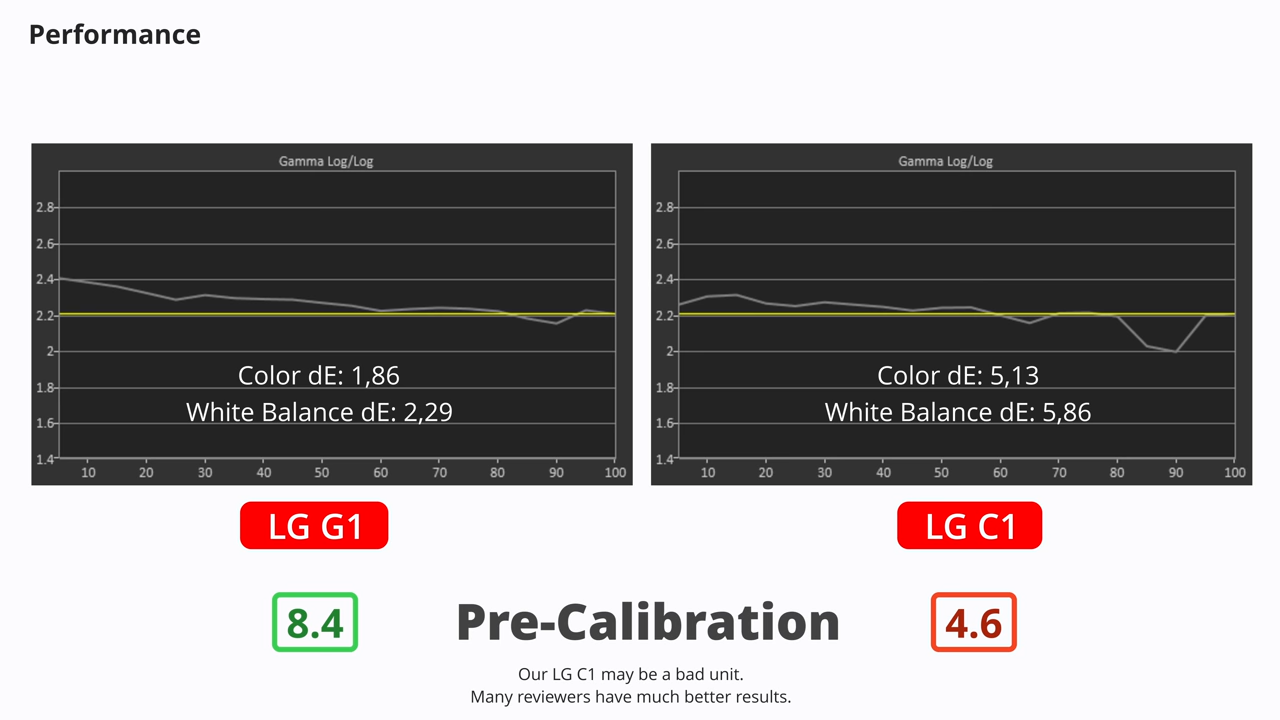 Performance
Gamma Log/Log
2.8
2.6
2.4
2.2
2
1.8
1.6
1.4
10 20 30 40 50 60 70 80 90 100
Color dE: 1,86
White Balance dE: 2,29
LG G1
8.4
Gamma Log/Log
2.8
2.6
2.4
2.2
2
1.8
1.6
1.4
10 20 30 40 50 60 70 80 90 100
Color dE: 5,13
White Balance dE: 5,86
LG C1
4.6
Pre-Calibration
Our LG C1 may be a bad unit.
Many reviewers have much better results.